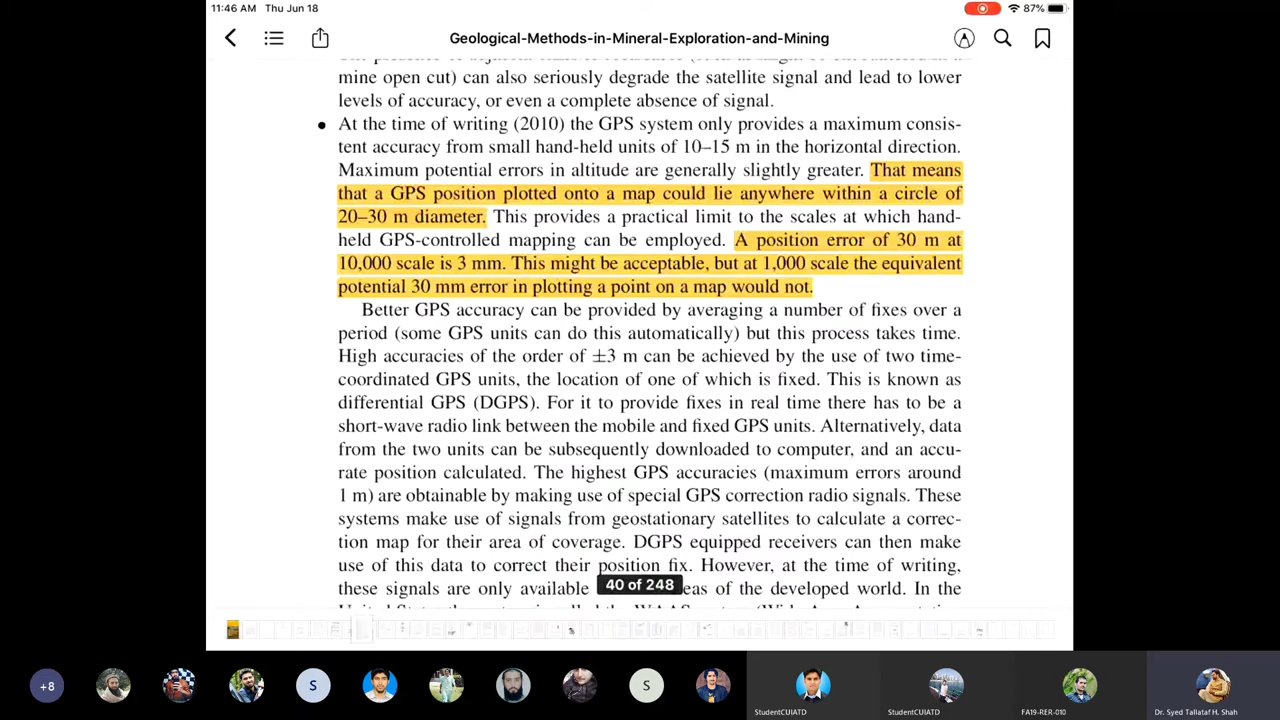 11:46 AM Thu Jun 18
87%
Geological-Methods-in-Mineral-Exploration-and-Mining
mine open cut) can also seriously degrade the satellite signal and lead to lower
levels of accuracy, or even a complete absence of signal.
• At the time of writing (2010) the GPS system only provides a maximum consis-
tent accuracy from small hand-held units of 10–15 m in the horizontal direction.
Maximum potential errors in altitude are generally slightly greater. That means
that a GPS position plotted onto a map could lie anywhere within a circle of
20–30 m diameter. This provides a practical limit to the scales at which hand-
held GPS-controlled mapping can be employed. A position error of 30 m at
10,000 scale is 3 mm. This might be acceptable, but at 1,000 scale the equivalent
potential 30 mm error in plotting a point on a map would not.
Better GPS accuracy can be provided by averaging a number of fixes over a
period (some GPS units can do this automatically) but this process takes time.
High accuracies of the order of ±3 m can be achieved by the use of two time-
coordinated GPS units, the location of one of which is fixed. This is known as
differential GPS (DGPS). For it to provide fixes in real time there has to be a
short-wave radio link between the mobile and fixed GPS units. Alternatively, data
from the two units can be subsequently downloaded to computer, and an accu-
rate position calculated. The highest GPS accuracies (maximum errors around
1 m) are obtainable by making use of special GPS correction radio signals. These
systems make use of signals from geostationary satellites to calculate a correc-
tion map for their area of coverage. DGPS equipped receivers can then make
use of this data to correct their position fix. However, at the time of writing,
these signals are only available eas of the developed world. In the
40 of 248
+8
S
S
StudentCUIATD
StudentCUIATD
FA19-RER-010
Dr. Syed Tallataf H. Shah